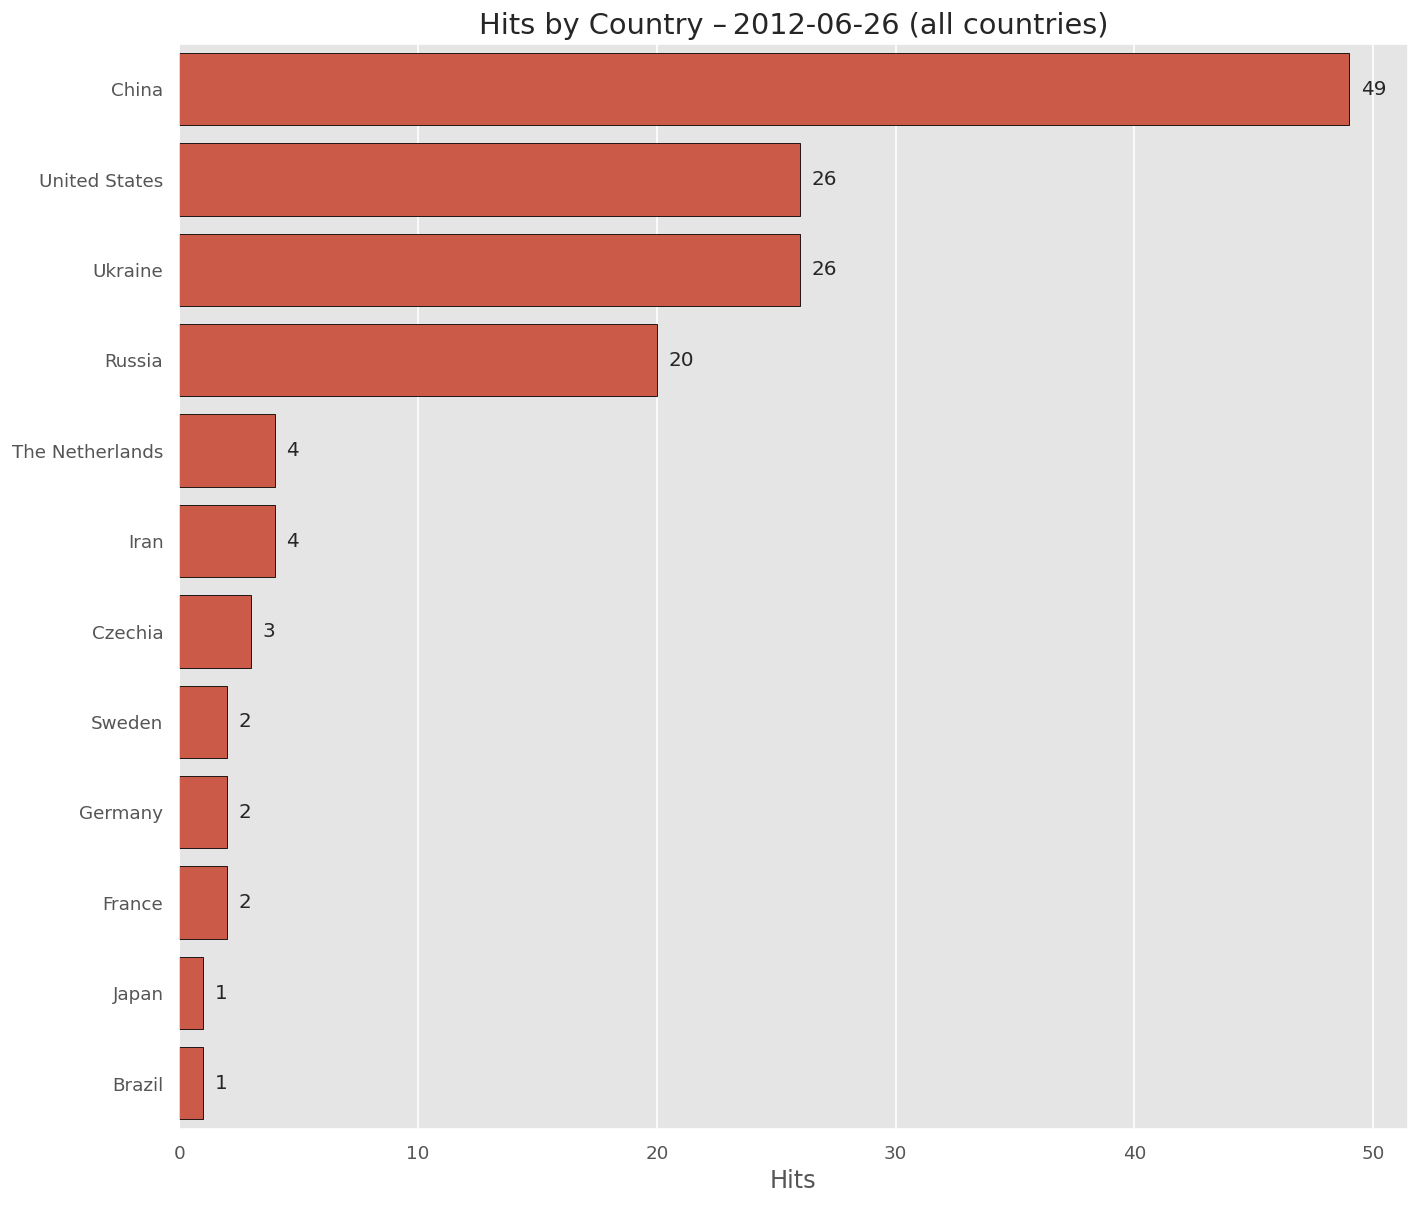 Hits by Country – 2012-06-26 (all countries)
China 49
United States 26
Ukraine 26
Russia 20
The Netherlands 4
Iran 4
Czechia 3
Sweden 2
Germany 2
France 2
Japan 1
Brazil 1
0 10 20 30 40 50
Hits